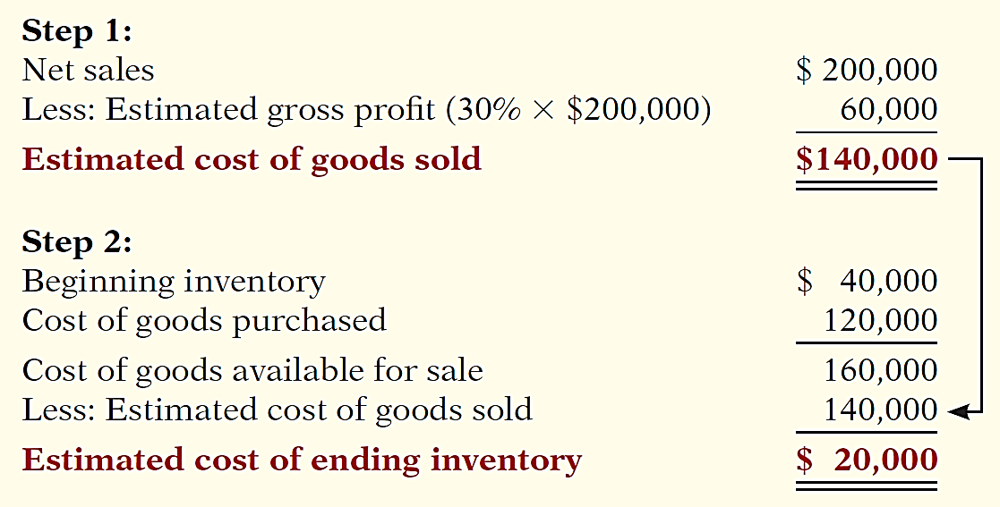 Step 1:
Net sales $ 200,000
Less: Estimated gross profit (30% × $200,000) 60,000
Estimated cost of goods sold $140,000
Step 2:
Beginning inventory $ 40,000
Cost of goods purchased 120,000
Cost of goods available for sale 160,000
Less: Estimated cost of goods sold 140,000
Estimated cost of ending inventory $ 20,000